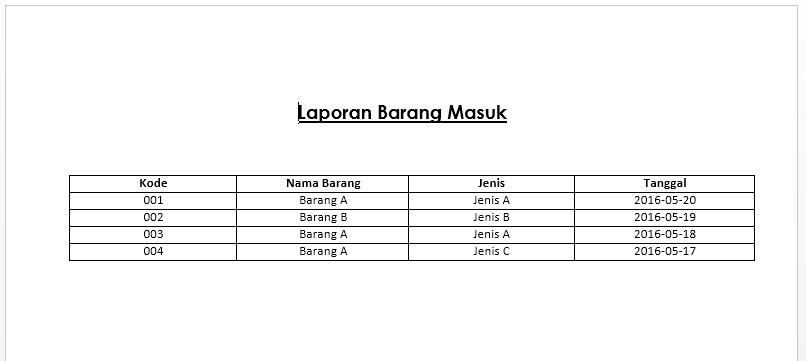 Laporan Barang Masuk
Kode Nama Barang Jenis Tanggal
001 Barang A Jenis A 2016-05-20
002 Barang B Jenis B 2016-05-19
003 Barang A Jenis A 2016-05-18
004 Barang A Jenis C 2016-05-17